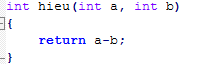 int hieu(int a, int b)
{
return a-b;
}